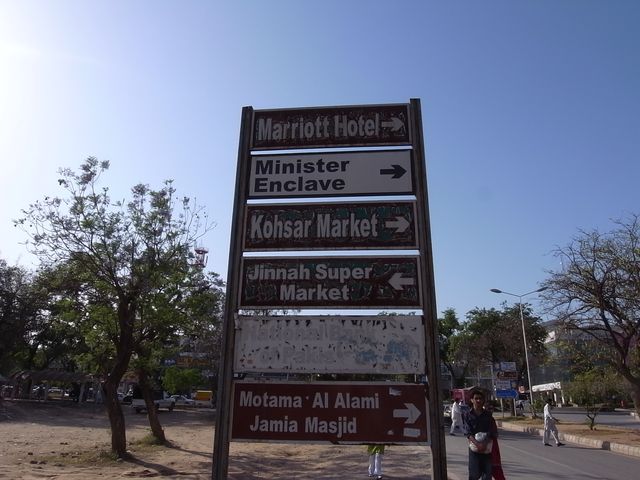 Marriott Hotel
Minister
Enclave
Kohsar Market
Jinnah Super
Market
Motama Al Alami
Jamia Masjid